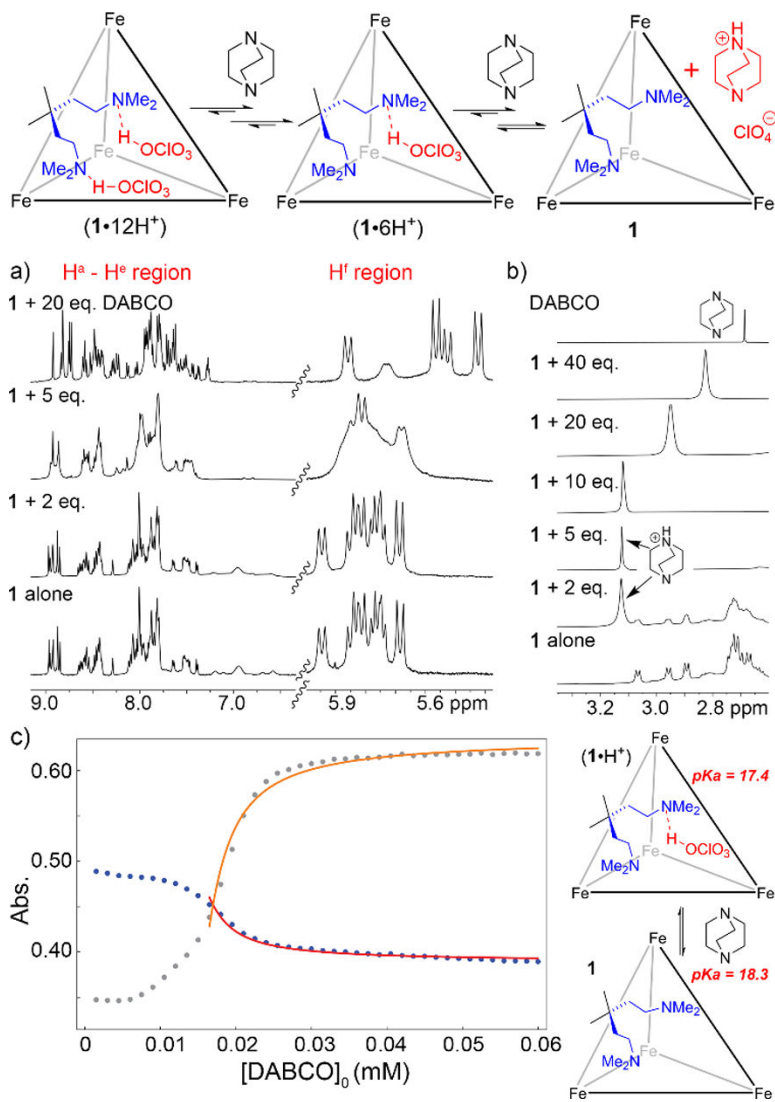 Fe Fe Fe
N N
N N
H
N
⊕
N
+
NMe2 NMe2 NMe2
H H
OClO3 OClO3
ClO4⊖
Fe Fe Fe
Me2N H-OClO3 Me2N Me2N
Fe Fe Fe Fe Fe Fe
(1•12H+) (1•6H+) 1
a) Ha - He region Hf region b)
1 + 20 eq. DABCO
1 + 5 eq.
1 + 2 eq.
1 alone
9.0 8.0 7.0 5.9 5.6 ppm
DABCO
N
N
1 + 40 eq.
1 + 20 eq.
1 + 10 eq.
1 + 5 eq.
⊕ NH
N
1 + 2 eq.
1 alone
3.2 3.0 2.8 ppm
c)
0.60
0.50
0.40
Abs.
0.00 0.01 0.02 0.03 0.04 0.05 0.06
[DABCO]0 (mM)
(1•H+) Fe
pKa = 17.4
NMe2
H
OClO3
Fe
Me2N
Fe Fe
N
N
Fe
1 pKa = 18.3
NMe2
Fe
Me2N
Fe Fe